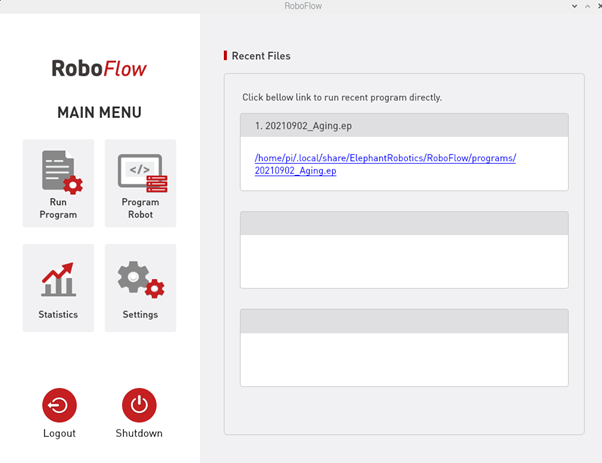 RoboFlow
RoboFlow
MAIN MENU
Run
Program
</>
Program
Robot
Statistics
Settings
Logout
Shutdown
Recent Files
Click bellow link to run recent program directly.
1. 20210902_Aging.ep
/home/pi/.local/share/ElephantRobotics/RoboFlow/programs/
20210902_Aging.ep